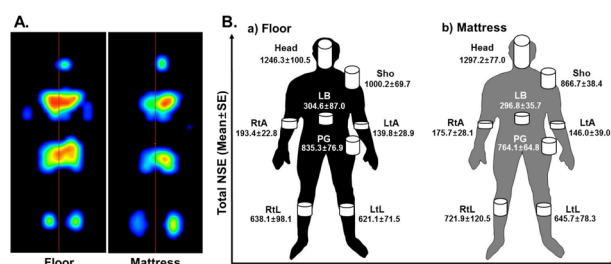 A.
Floor
Mattress
B.
Total NSE (Mean±SE)
a) Floor
Head
1246.3±100.5
Sho
1000.2±69.7
LB
304.6±87.0
RtA
193.4±22.8
LtA
139.8±28.9
PG
835.3±76.9
RtL
638.1±98.1
LtL
621.1±71.5
b) Mattress
Head
1297.2±77.0
Sho
866.7±38.4
LB
296.8±35.7
RtA
175.7±28.1
LtA
146.0±39.0
PG
764.1±64.8
RtL
721.9±120.5
LtL
645.7±78.3